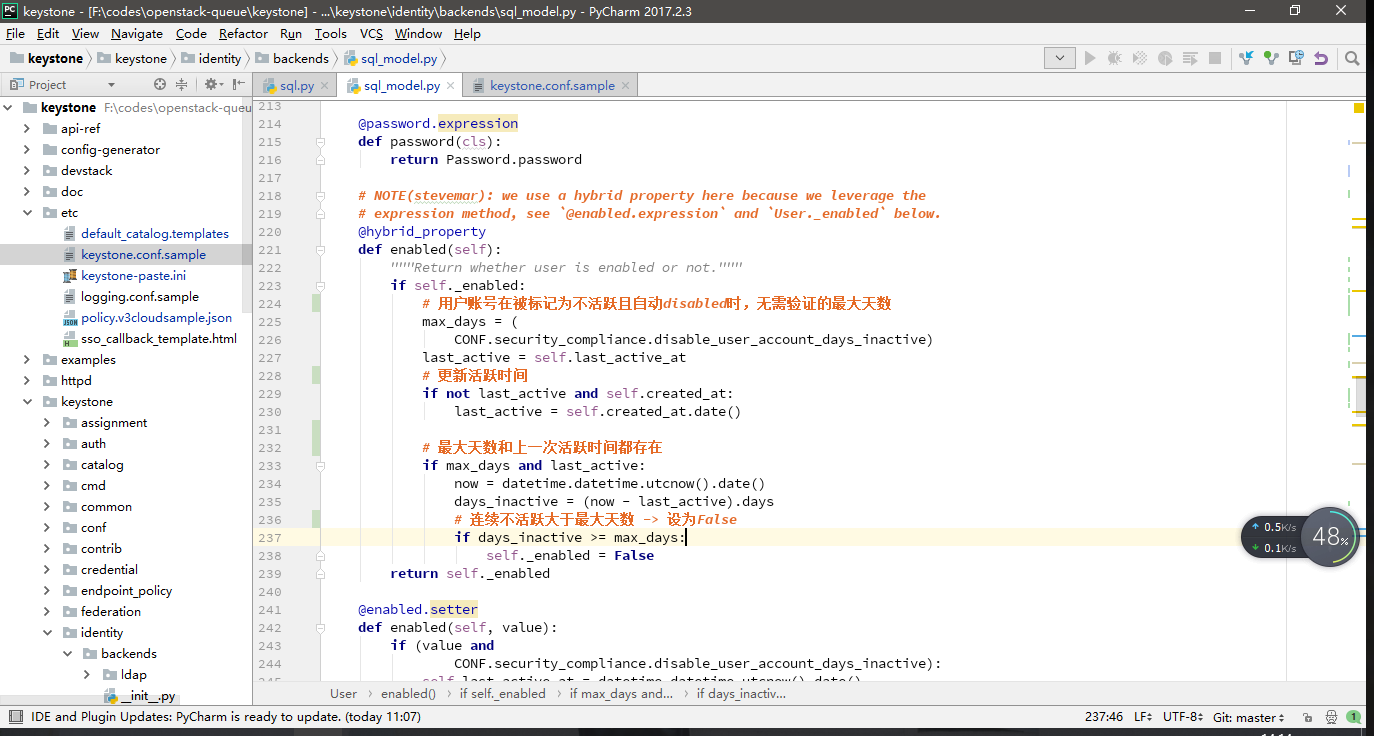 keystone - [F:\codes\openstack-queue\keystone] - ...\keystone\identity\backends\sql_model.py - PyCharm 2017.2.3
File Edit View Navigate Code Refactor Run Tools VCS Window Help
keystone keystone identity backends sql_model.py
Project sql.py sql_model.py keystone.conf.sample
keystone F:\codes\openstack-queu
api-ref
config-generator
devstack
doc
etc
default_catalog.templates
keystone.conf.sample
keystone-paste.ini
logging.conf.sample
policy.v3cloudsample.json
sso_callback_template.html
examples
httpd
keystone
assignment
auth
catalog
cmd
common
conf
contrib
credential
endpoint_policy
federation
identity
backends
ldap
__init__.py
213
214 @password.expression
215 def password(cls):
216 return Password.password
217
218 # NOTE(stevemar): we use a hybrid property here because we leverage the
219 # expression method, see `@enabled.expression` and `User._enabled` below.
220 @hybrid_property
221 def enabled(self):
222 """Return whether user is enabled or not."""
223 if self._enabled:
224 # 用户账号在被标记为不活跃且自动disabled时，无需验证的最大天数
225 max_days = (
226 CONF.security_compliance.disable_user_account_days_inactive)
227 last_active = self.last_active_at
228 # 更新活跃时间
229 if not last_active and self.created_at:
230 last_active = self.created_at.date()
231
232 # 最大天数和上一次活跃时间都存在
233 if max_days and last_active:
234 now = datetime.datetime.utcnow().date()
235 days_inactive = (now - last_active).days
236 # 连续不活跃大于最大天数 -> 设为False
237 if days_inactive >= max_days:
238 self._enabled = False
239 return self._enabled
240
241 @enabled.setter
242 def enabled(self, value):
243 if (value and
244 CONF.security_compliance.disable_user_account_days_inactive):
245 self.last_active_at = datetime.datetime.utcnow().date()
0.5K/s
0.1K/s
48%
User enabled() if self._enabled if max_days and... if days_inactiv...
IDE and Plugin Updates: PyCharm is ready to update. (today 11:07) 237:46 LF UTF-8 Git: master 1